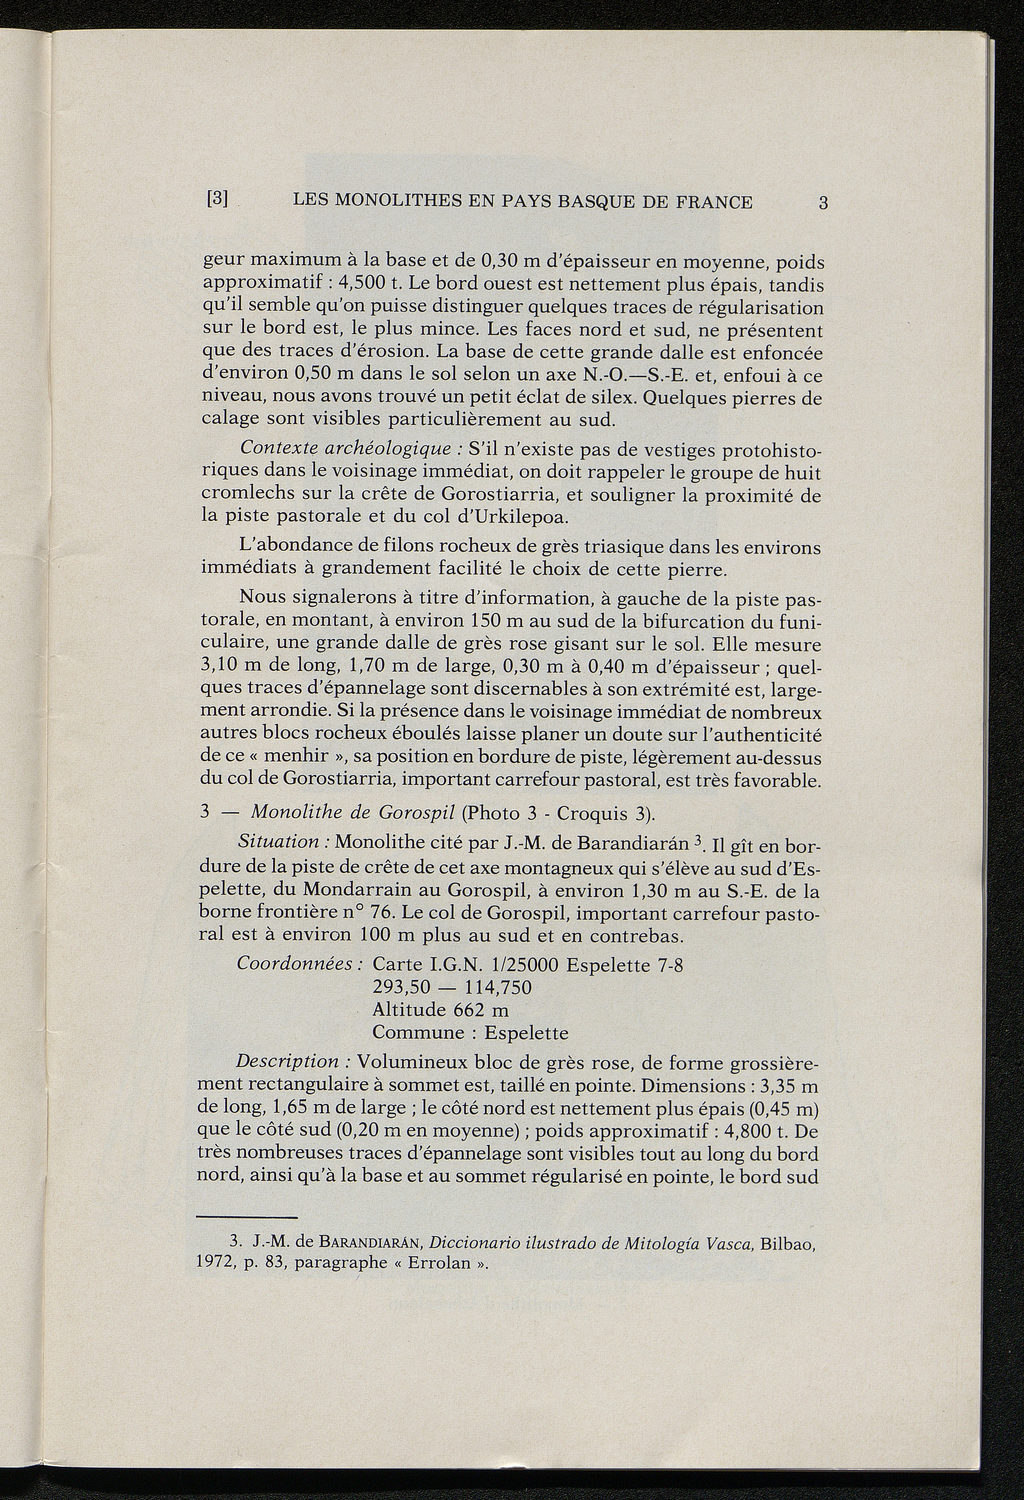 [3] LES MONOLITHES EN PAYS BASQUE DE FRANCE 3
geur maximum à la base et de 0,30 m d'épaisseur en moyenne, poids
approximatif : 4,500 t. Le bord ouest est nettement plus épais, tandis
qu'il semble qu'on puisse distinguer quelques traces de régularisation
sur le bord est, le plus mince. Les faces nord et sud, ne présentent
que des traces d'érosion. La base de cette grande dalle est enfoncée
d'environ 0,50 m dans le sol selon un axe N.-O.—S.-E. et, enfoui à ce
niveau, nous avons trouvé un petit éclat de silex. Quelques pierres de
calage sont visibles particulièrement au sud.
Contexte archéologique : S'il n'existe pas de vestiges protohisto-
riques dans le voisinage immédiat, on doit rappeler le groupe de huit
cromlechs sur la crête de Gorostiarria, et souligner la proximité de
la piste pastorale et du col d'Urkilepoa.
L'abondance de filons rocheux de grès triasique dans les environs
immédiats à grandement facilité le choix de cette pierre.
Nous signalerons à titre d'information, à gauche de la piste pas-
torale, en montant, à environ 150 m au sud de la bifurcation du funi-
culaire, une grande dalle de grès rose gisant sur le sol. Elle mesure
3,10 m de long, 1,70 m de large, 0,30 m à 0,40 m d'épaisseur ; quel-
ques traces d'épannelage sont discernables à son extrémité est, large-
ment arrondie. Si la présence dans le voisinage immédiat de nombreux
autres blocs rocheux éboulés laisse planer un doute sur l'authenticité
de ce « menhir », sa position en bordure de piste, légèrement au-dessus
du col de Gorostiarria, important carrefour pastoral, est très favorable.
3 — Monolithe de Gorospil (Photo 3 - Croquis 3).
Situation : Monolithe cité par J.-M. de Barandiarán 3. Il gît en bor-
dure de la piste de crête de cet axe montagneux qui s'élève au sud d'Es-
pelette, du Mondarrain au Gorospil, à environ 1,30 m au S.-E. de la
borne frontière n° 76. Le col de Gorospil, important carrefour pasto-
ral est à environ 100 m plus au sud et en contrebas.
Coordonnées : Carte I.G.N. 1/25000 Espelette 7-8
293,50 — 114,750
Altitude 662 m
Commune : Espelette
Description : Volumineux bloc de grès rose, de forme grossière-
ment rectangulaire à sommet est, taillé en pointe. Dimensions : 3,35 m
de long, 1,65 m de large ; le côté nord est nettement plus épais (0,45 m)
que le côté sud (0,20 m en moyenne) ; poids approximatif : 4,800 t. De
très nombreuses traces d'épannelage sont visibles tout au long du bord
nord, ainsi qu'à la base et au sommet régularisé en pointe, le bord sud
3. J.-M. de BARANDIARÁN, Diccionario ilustrado de Mitología Vasca, Bilbao,
1972, p. 83, paragraphe « Errolan ».